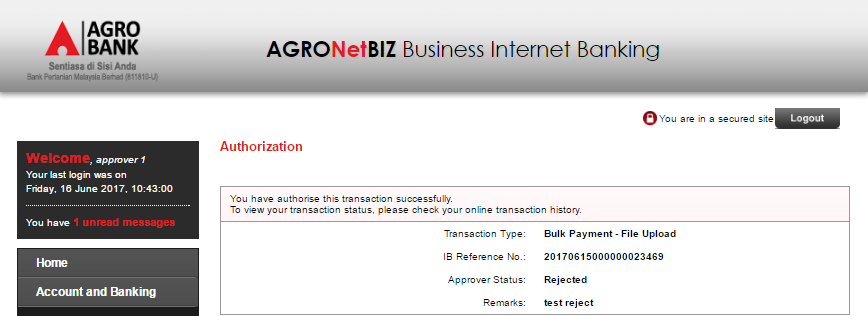 AGRO
BANK
Sentiasa di Sisi Anda
Bank Pertanian Malaysia Berhad (811810-U)
AGRONetBIZ Business Internet Banking
You are in a secured site
Logout
Welcome, approver 1
Your last login was on
Friday, 16 June 2017, 10:43:00
You have 1 unread messages
Home
Account and Banking
Authorization
You have authorise this transaction successfully.
To view your transaction status, please check your online transaction history.
Transaction Type: Bulk Payment - File Upload
IB Reference No.: 20170615000000023469
Approver Status: Rejected
Remarks: test reject